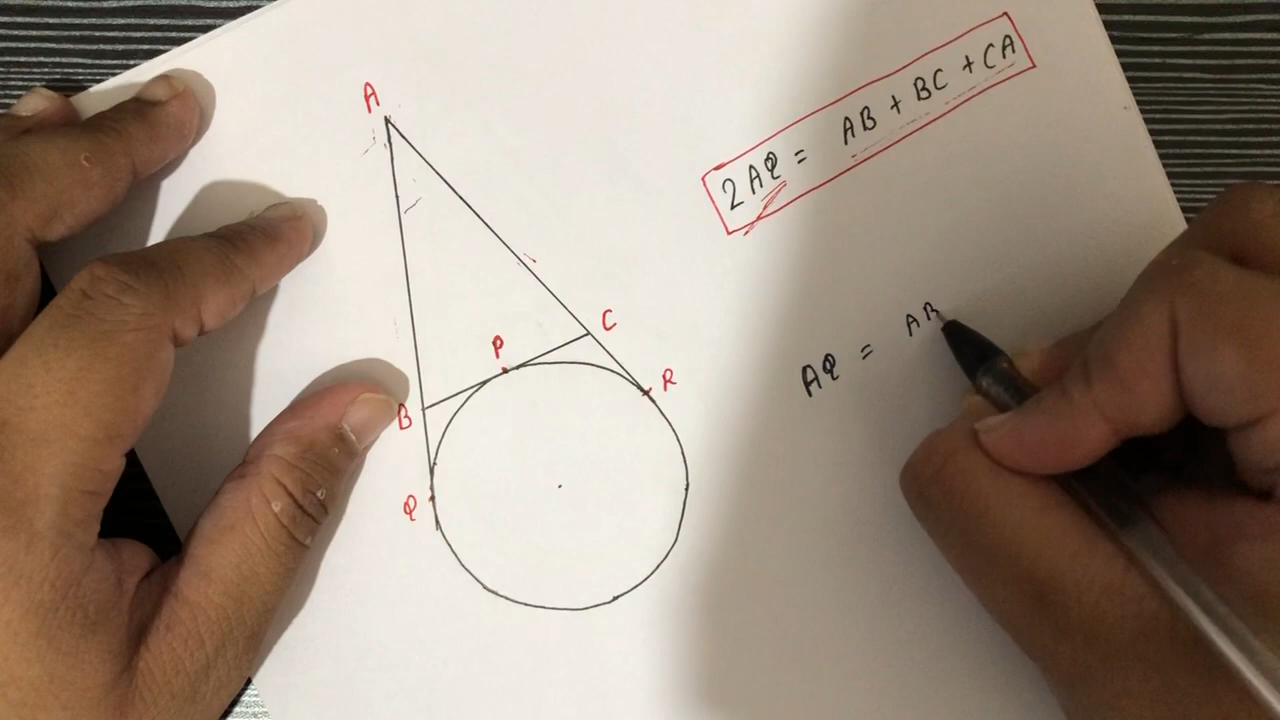 A
2AQ = AB + BC + CA
C
P
R
B
Q
AQ = AB